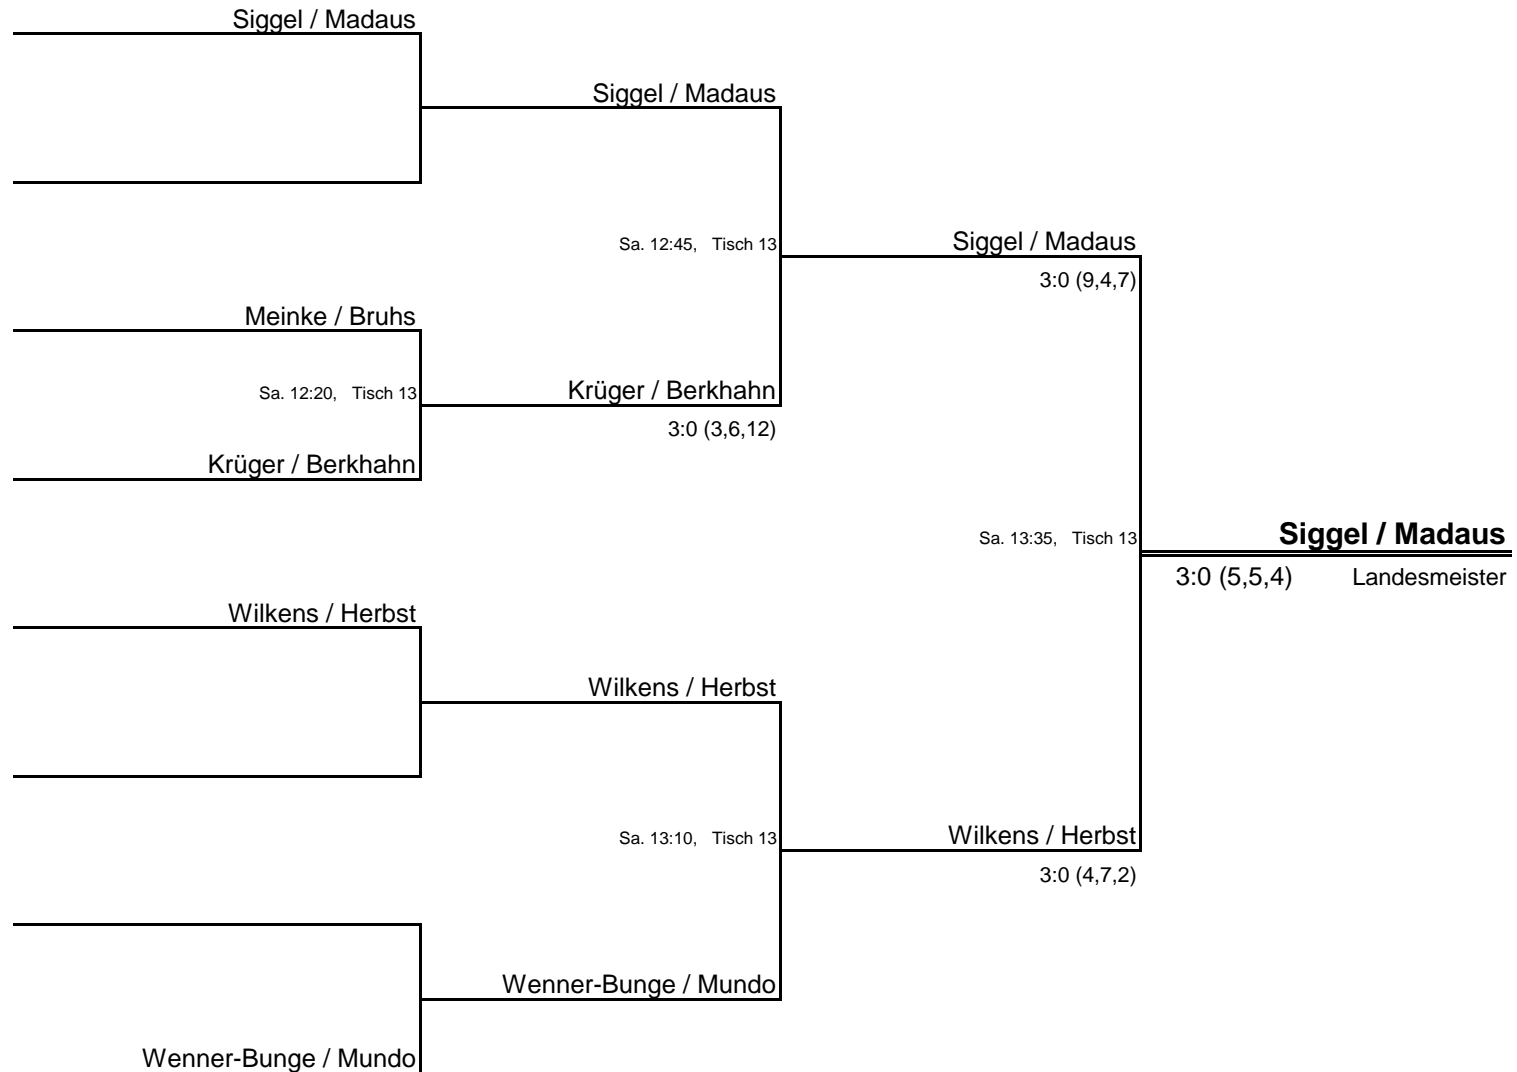 Siggel / Madaus
Siggel / Madaus
Sa. 12:45, Tisch 13
Siggel / Madaus
3:0 (9,4,7)
Meinke / Bruhs
Sa. 12:20, Tisch 13
Krüger / Berkhahn
3:0 (3,6,12)
Krüger / Berkhahn
Sa. 13:35, Tisch 13
Siggel / Madaus
3:0 (5,5,4) Landesmeister
Wilkens / Herbst
Wilkens / Herbst
Sa. 13:10, Tisch 13
Wilkens / Herbst
3:0 (4,7,2)
Wenner-Bunge / Mundo
Wenner-Bunge / Mundo